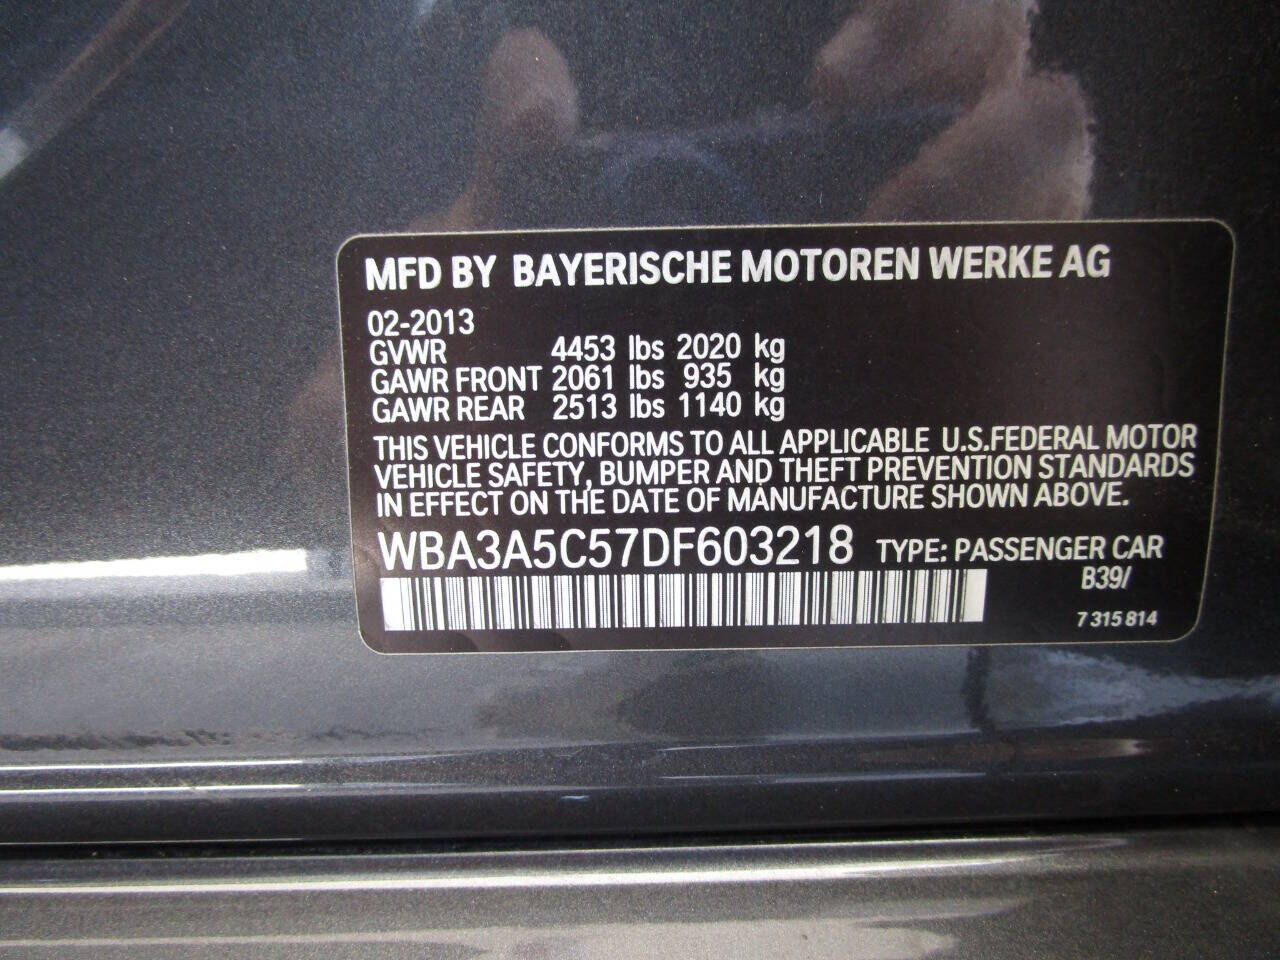 MFD BY BAYERISCHE MOTOREN WERKE AG
02-2013
GVWR 4453 lbs 2020 kg
GAWR FRONT 2061 lbs 935 kg
GAWR REAR 2513 lbs 1140 kg
THIS VEHICLE CONFORMS TO ALL APPLICABLE U.S.FEDERAL MOTOR
VEHICLE SAFETY, BUMPER AND THEFT PREVENTION STANDARDS
IN EFFECT ON THE DATE OF MANUFACTURE SHOWN ABOVE.
WBA3A5C57DF603218 TYPE: PASSENGER CAR
B39/
7 315 814